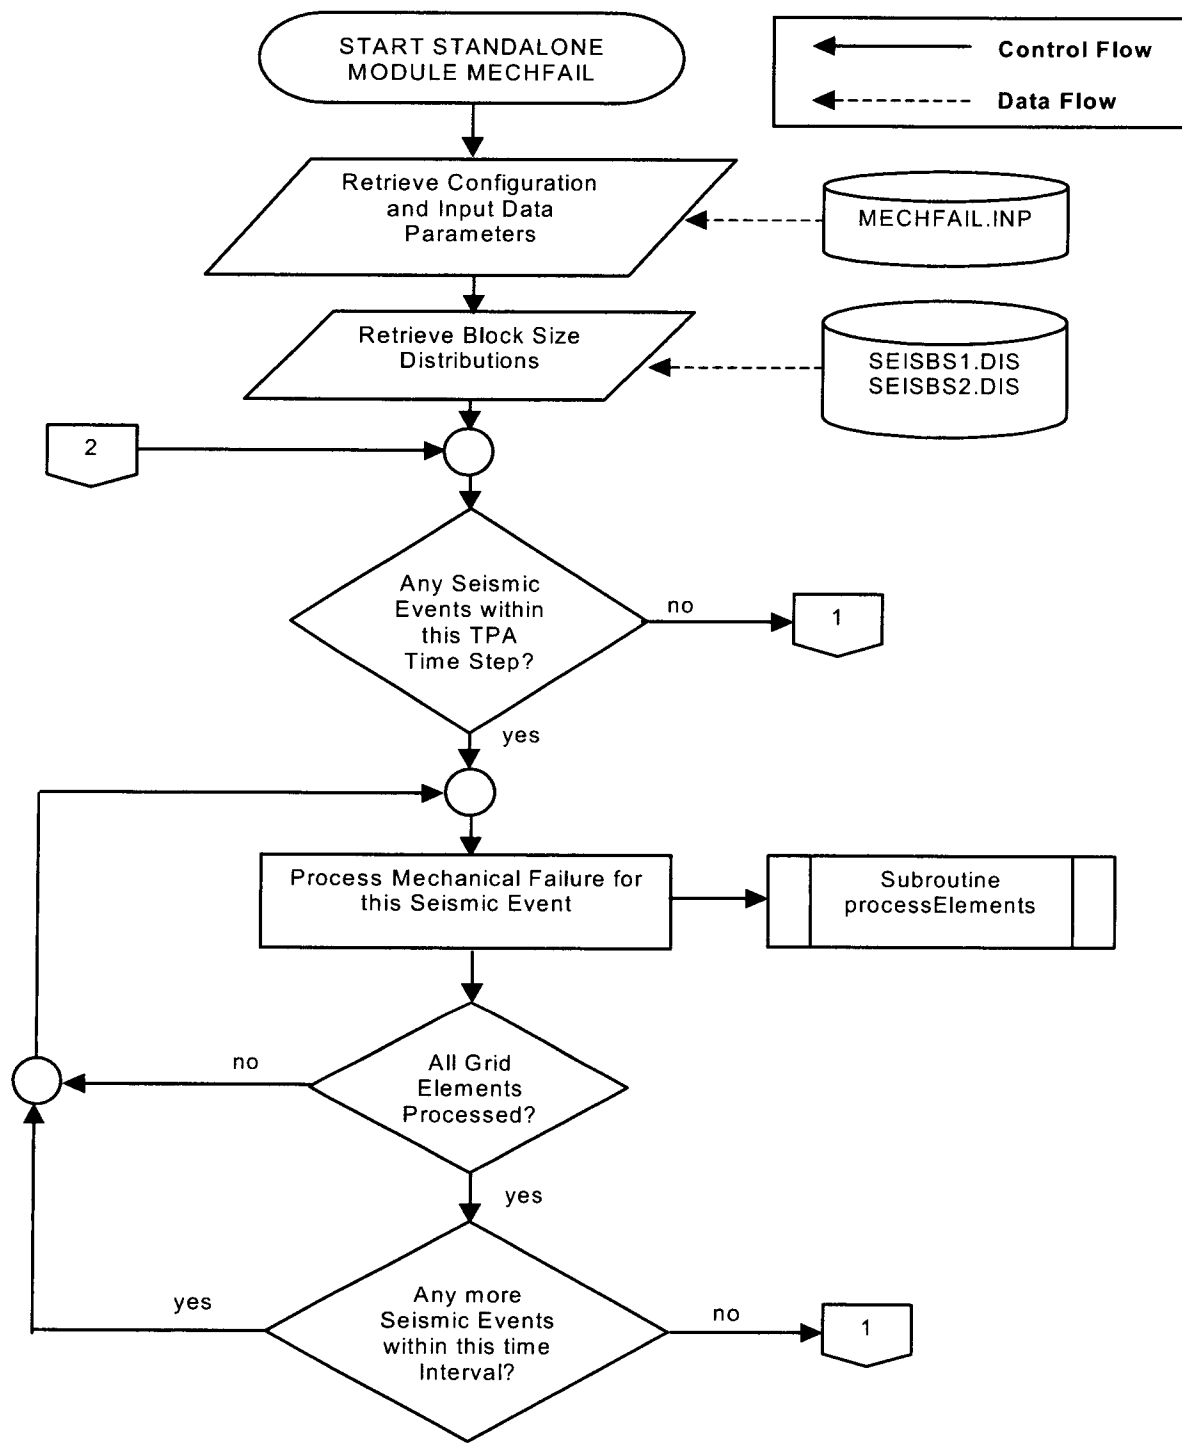 START STANDALONE
MODULE MECHFAIL
Control Flow
Data Flow
Retrieve Configuration
and Input Data
Parameters
MECHFAIL.INP
Retrieve Block Size
Distributions
SEISBS1.DIS
SEISBS2.DIS
2
Any Seismic
Events within
this TPA
Time Step?
no
1
yes
Process Mechanical Failure for
this Seismic Event
Subroutine
processElements
no
All Grid
Elements
Processed?
yes
yes
Any more
Seismic Events
within this time
Interval?
no
1